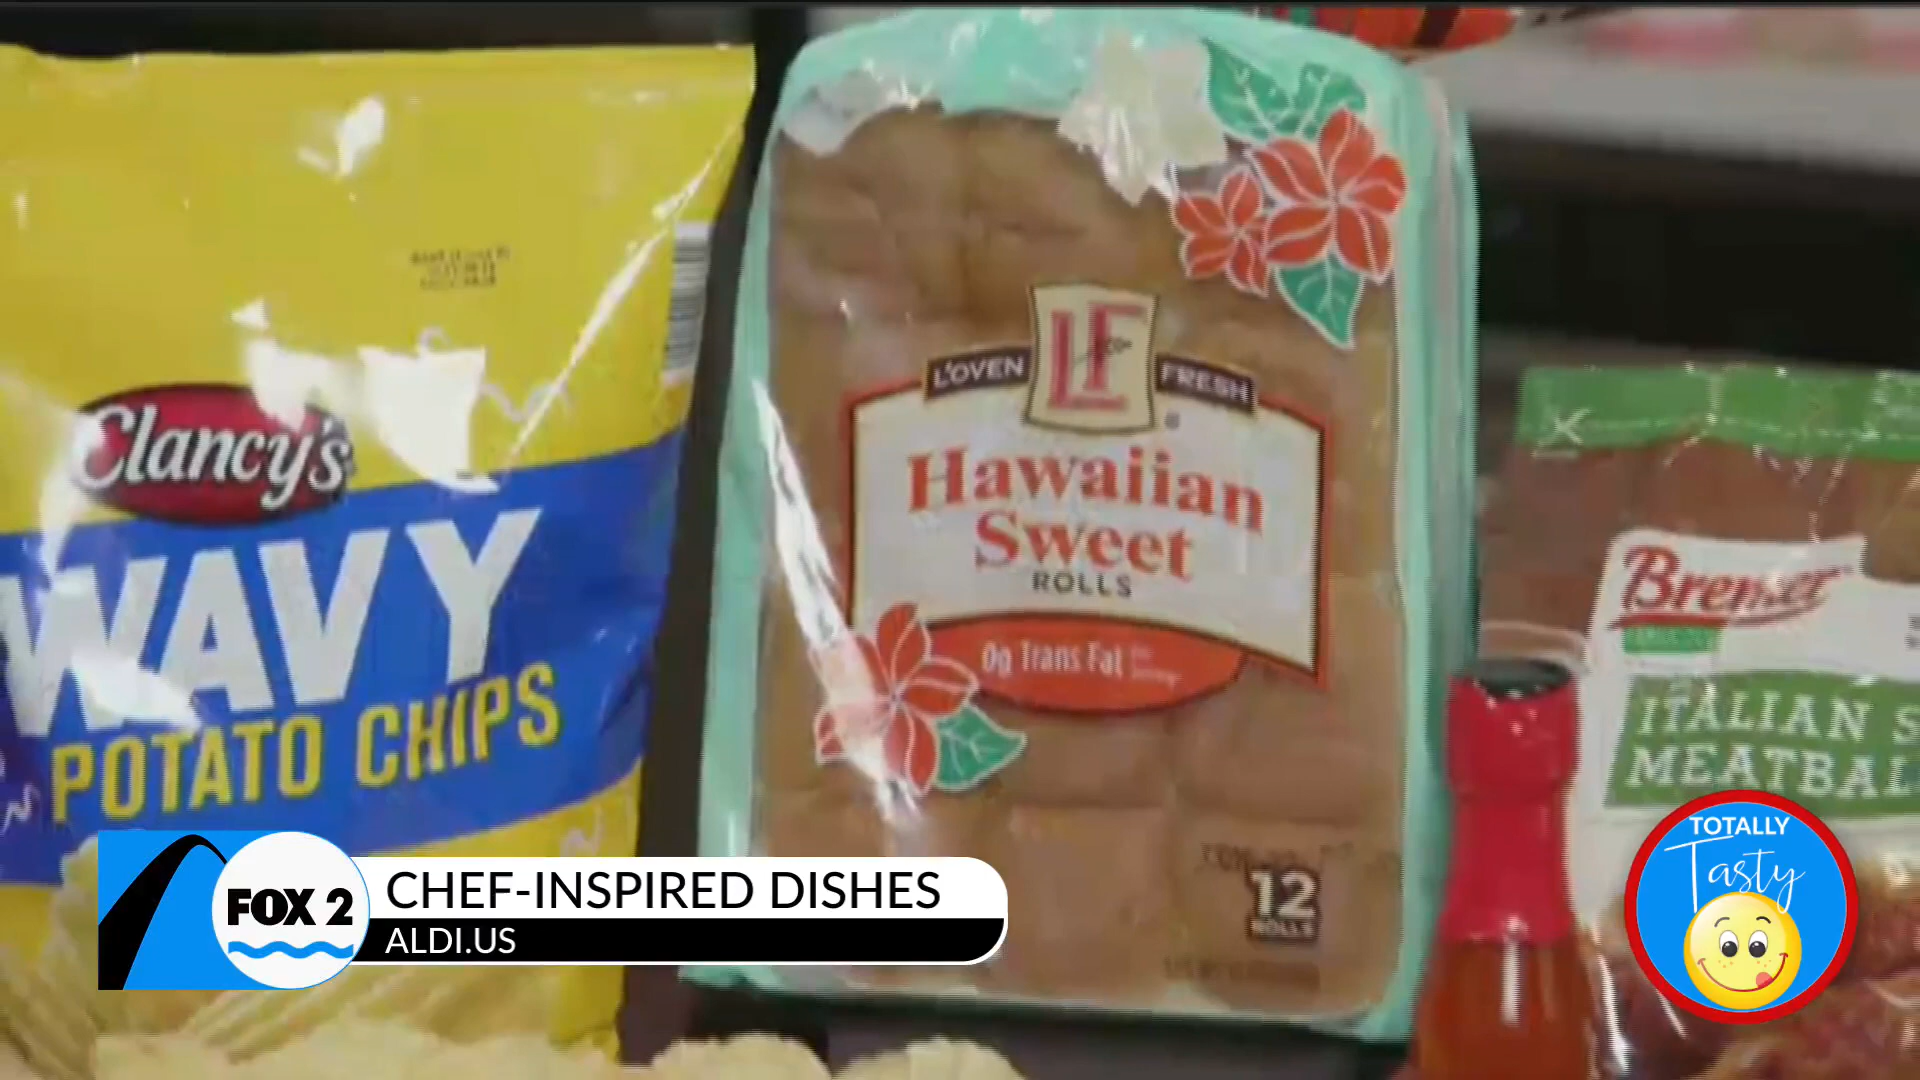 Clancy's
WAVY
POTATO CHIPS
L'OVEN
LF
FRESH
Hawaiian
Sweet
ROLLS
0g Trans Fat
12
ROLLS
Bremer
ITALIAN S
MEATBAL
TOTALLY
Tasty
FOX 2
CHEF-INSPIRED DISHES
ALDI.US